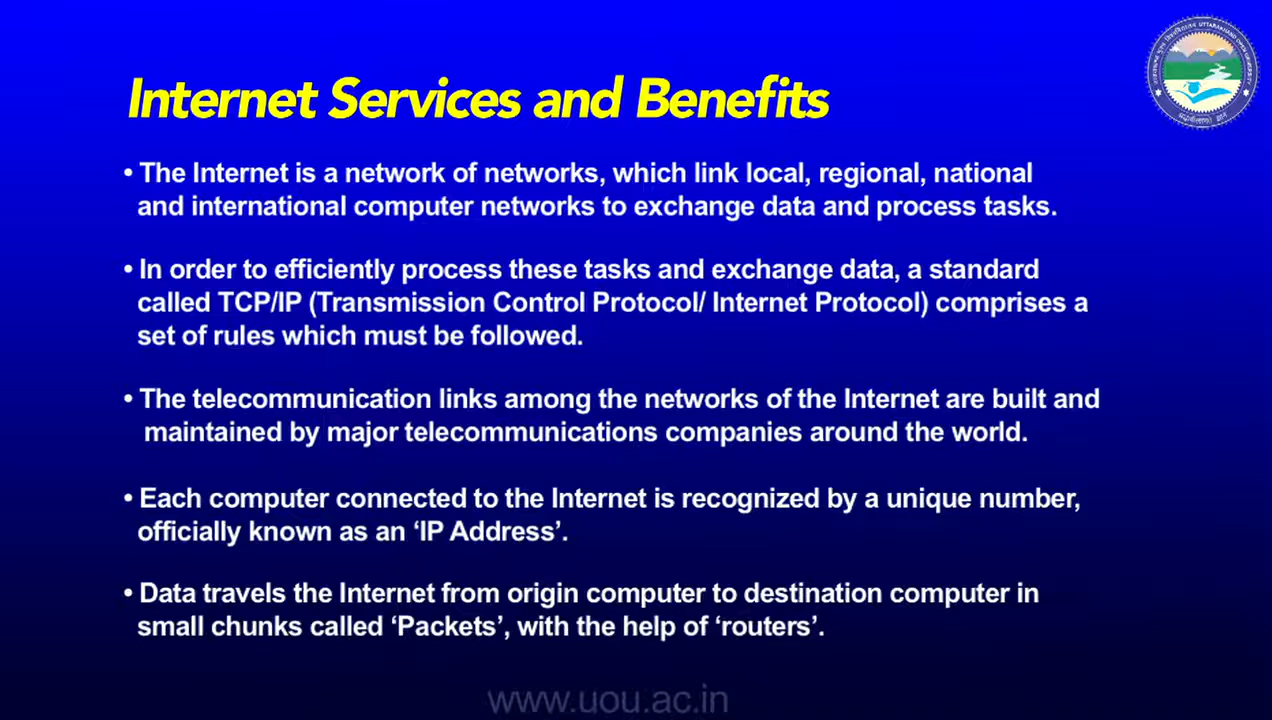 Internet Services and Benefits
• The Internet is a network of networks, which link local, regional, national
and international computer networks to exchange data and process tasks.
• In order to efficiently process these tasks and exchange data, a standard
called TCP/IP (Transmission Control Protocol/ Internet Protocol) comprises a
set of rules which must be followed.
• The telecommunication links among the networks of the Internet are built and
maintained by major telecommunications companies around the world.
• Each computer connected to the Internet is recognized by a unique number,
officially known as an ‘IP Address’.
• Data travels the Internet from origin computer to destination computer in
small chunks called ‘Packets’, with the help of ‘routers’.
www.uou.ac.in